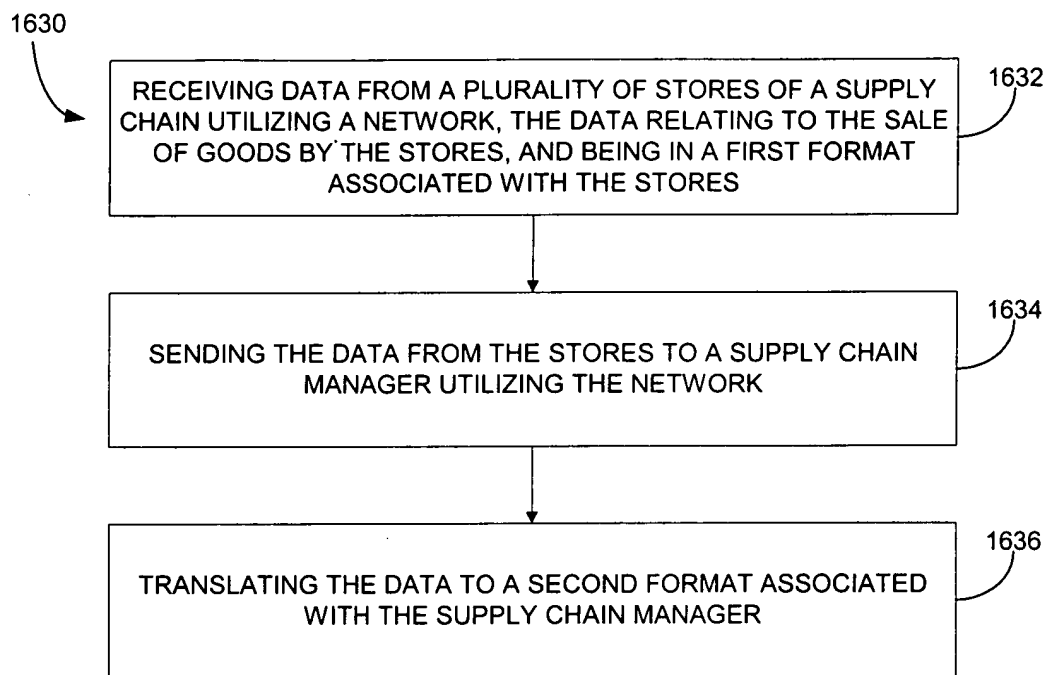 1630
RECEIVING DATA FROM A PLURALITY OF STORES OF A SUPPLY
CHAIN UTILIZING A NETWORK, THE DATA RELATING TO THE SALE
OF GOODS BY THE STORES, AND BEING IN A FIRST FORMAT
ASSOCIATED WITH THE STORES
1632
SENDING THE DATA FROM THE STORES TO A SUPPLY CHAIN
MANAGER UTILIZING THE NETWORK
1634
TRANSLATING THE DATA TO A SECOND FORMAT ASSOCIATED
WITH THE SUPPLY CHAIN MANAGER
1636